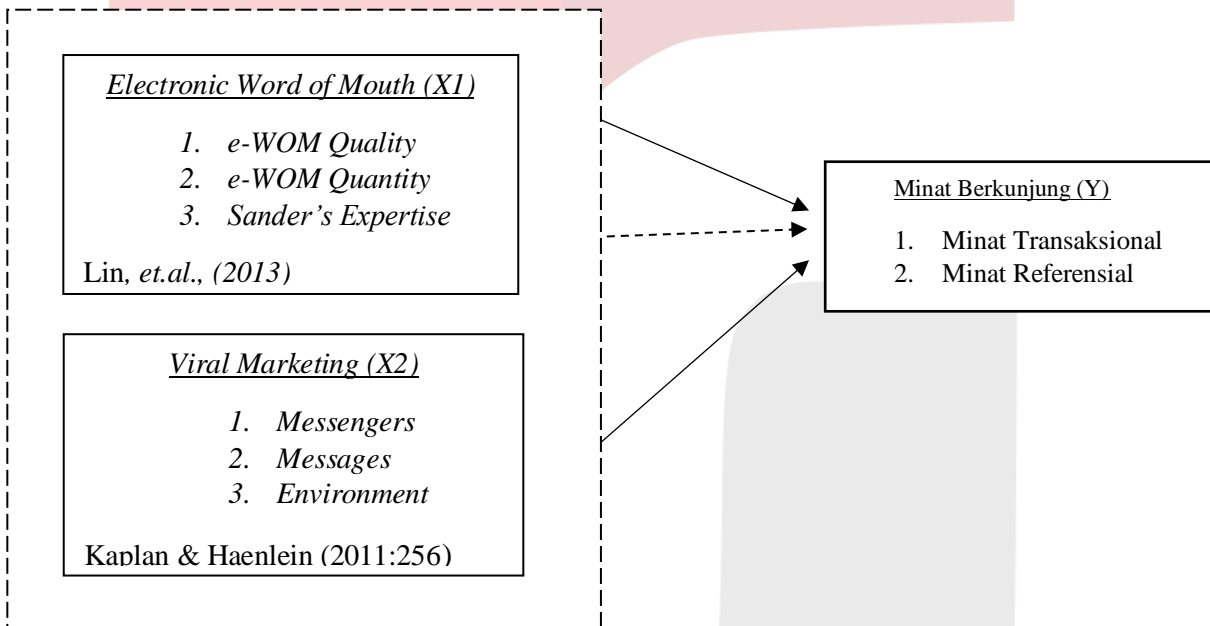 Electronic Word of Mouth (X1)
1. e-WOM Quality
2. e-WOM Quantity
3. Sander's Expertise
Lin, et.al., (2013)
Viral Marketing (X2)
1. Messengers
2. Messages
3. Environment
Kaplan & Haenlein (2011:256)
Minat Berkunjung (Y)
1. Minat Transaksional
2. Minat Referensial